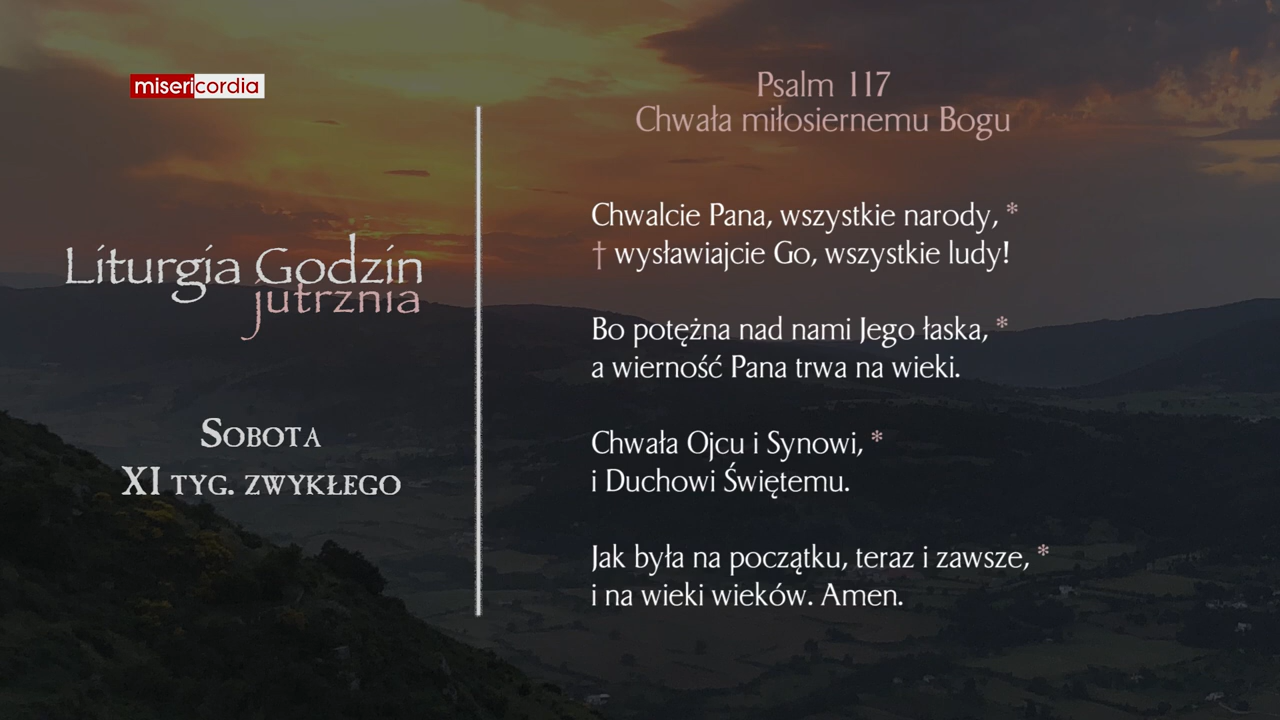 misericordia
Liturgia Godzin
jutrznia
Sobota
XI tyg. zwykłego
Psalm 117
Chwała miłosiernemu Bogu
Chwalcie Pana, wszystkie narody, *
† wysławiajcie Go, wszystkie ludy!
Bo potężna nad nami Jego łaska, *
a wierność Pana trwa na wieki.
Chwała Ojcu i Synowi, *
i Duchowi Świętemu.
Jak była na początku, teraz i zawsze, *
i na wieki wieków. Amen.